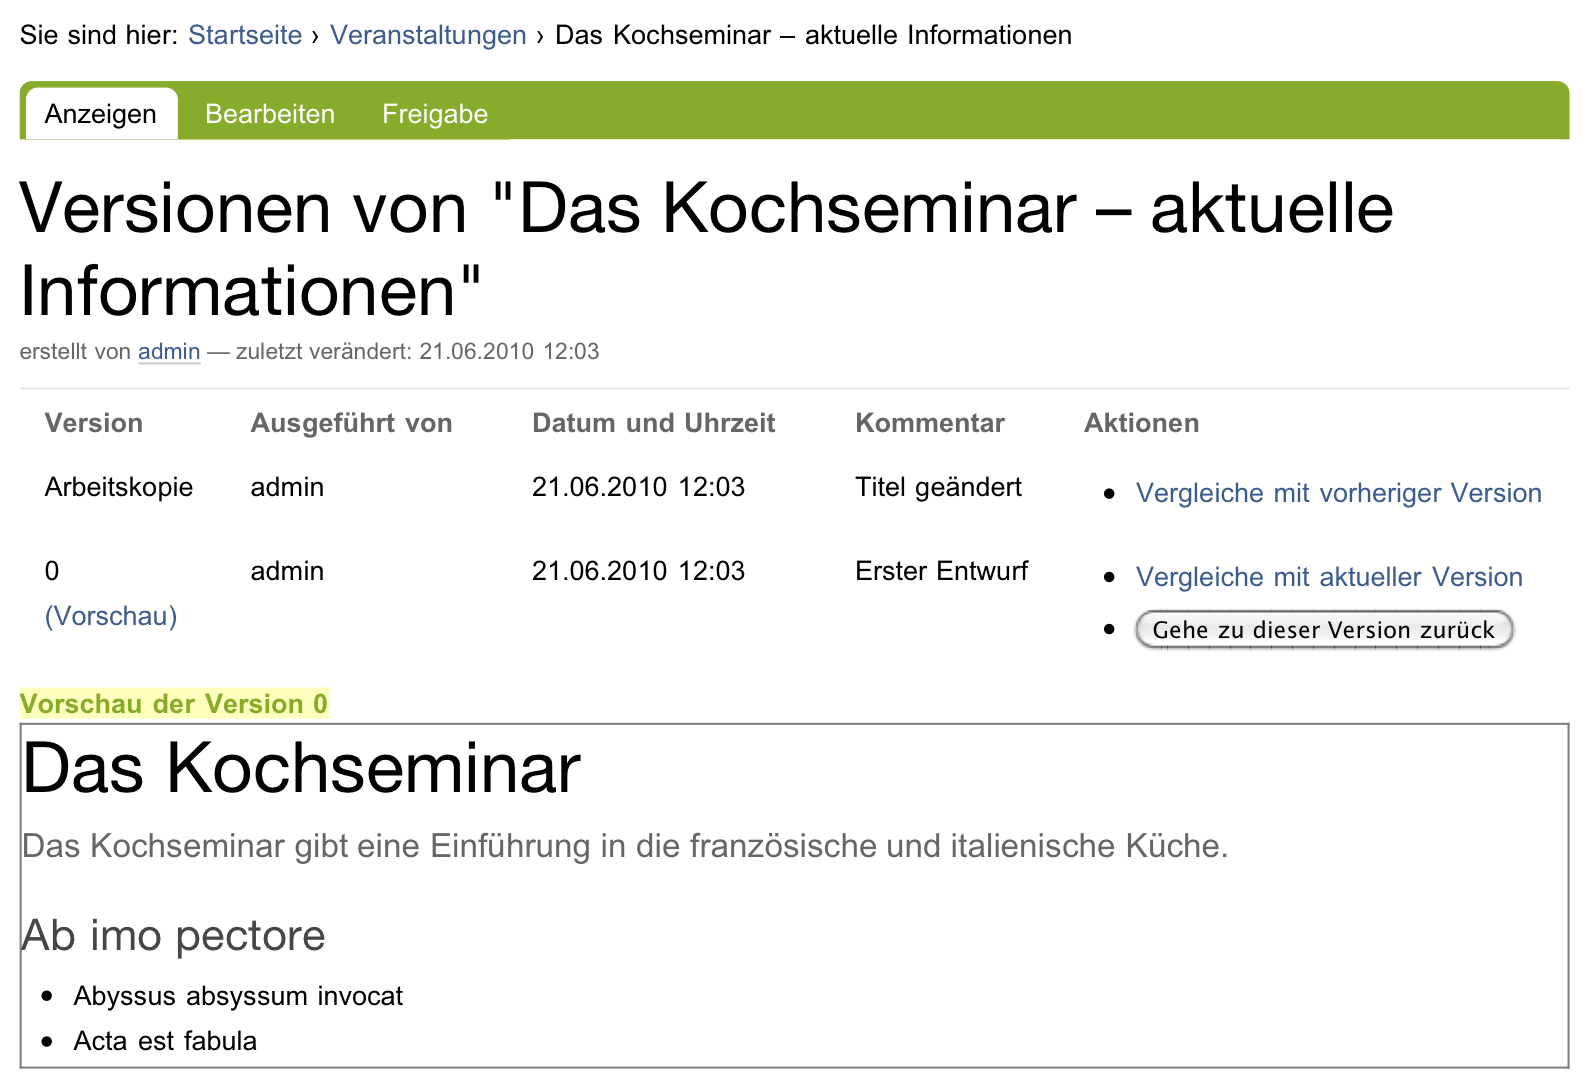 Sie sind hier: Startseite › Veranstaltungen › Das Kochseminar – aktuelle Informationen
Anzeigen Bearbeiten Freigabe
Versionen von "Das Kochseminar – aktuelle
Informationen"
erstellt von admin — zuletzt verändert: 21.06.2010 12:03
Version Ausgeführt von Datum und Uhrzeit Kommentar Aktionen
Arbeitskopie admin 21.06.2010 12:03 Titel geändert • Vergleiche mit vorheriger Version
0 admin 21.06.2010 12:03 Erster Entwurf • Vergleiche mit aktueller Version
(Vorschau) • Gehe zu dieser Version zurück
Vorschau der Version 0
Das Kochseminar
Das Kochseminar gibt eine Einführung in die französische und italienische Küche.
Ab imo pectore
• Abyssus absyssum invocat
• Acta est fabula